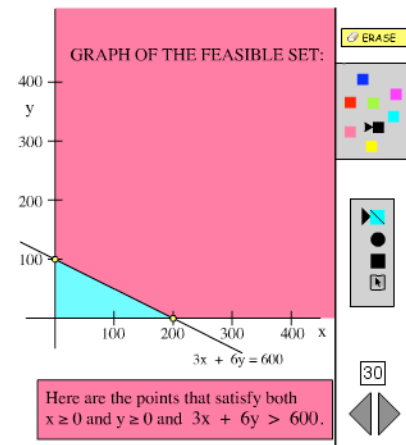 ERASE
GRAPH OF THE FEASIBLE SET:
400
y
300
200
100
100 200 300 400 x
3x + 6y = 600
30
Here are the points that satisfy both
x ≥ 0 and y ≥ 0 and 3x + 6y > 600.